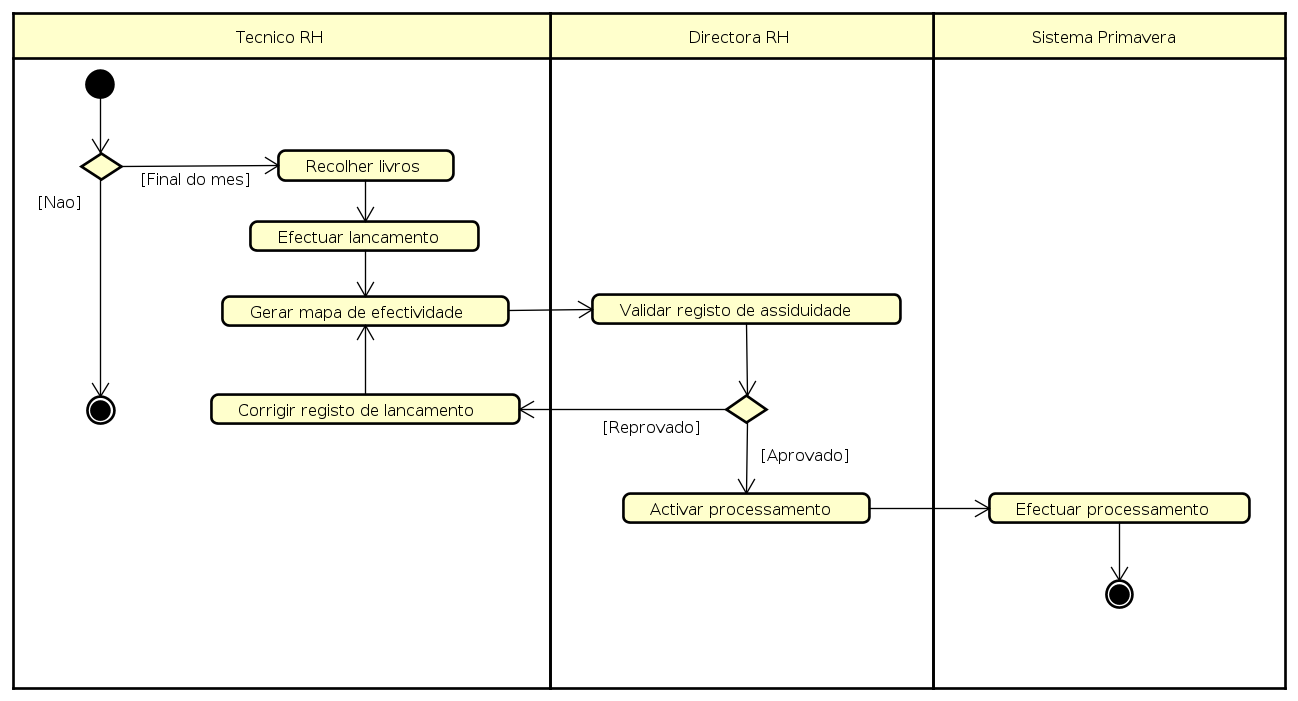 Tecnico RH
Directora RH
Sistema Primavera
Recolher livros
[Final do mes]
[Nao]
Efectuar lancamento
Gerar mapa de efectividade
Validar registo de assiduidade
Corrigir registo de lancamento
[Reprovado]
[Aprovado]
Activar processamento
Efectuar processamento